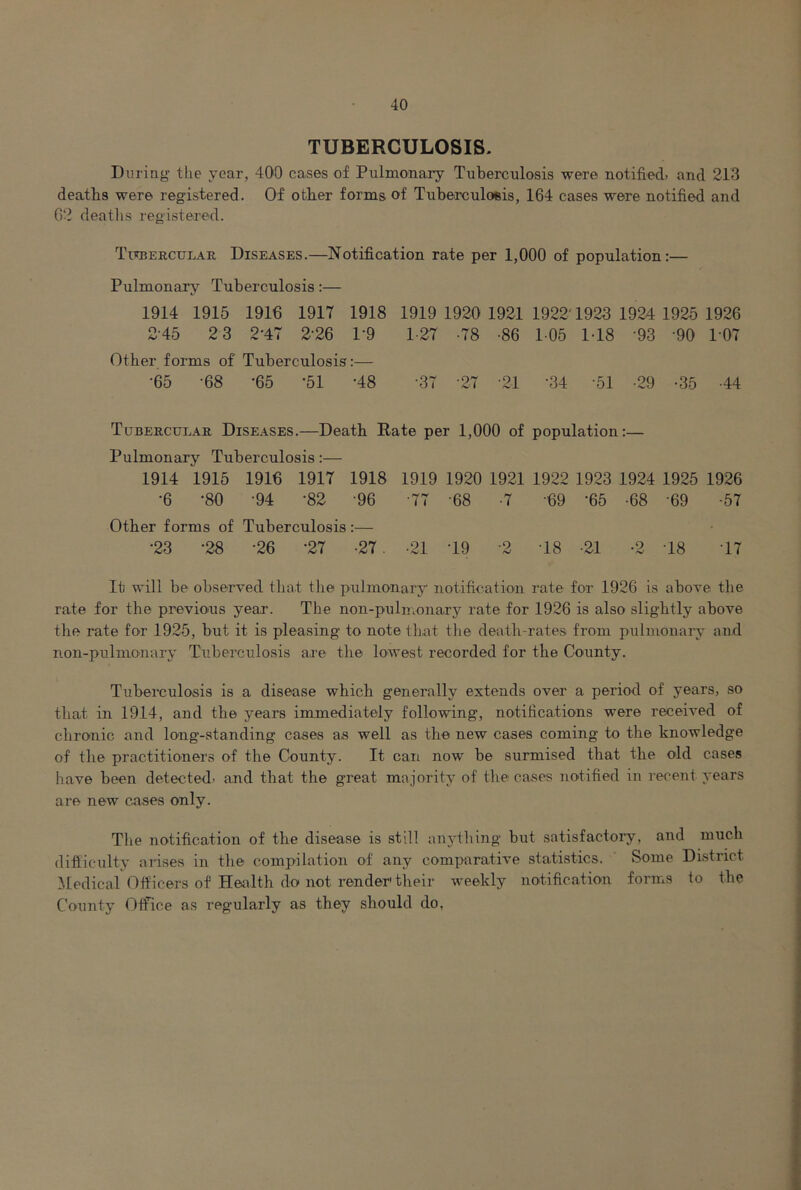 40
TUBERCULOSIS.
During the year, 400 cases of Pulmonary Tuberculosis were notified, and 213
deaths were registered. Of other forms of Tuberculosis, 164 cases were notified and
62 deaths registered.
Tubercular Diseases.—Notification rate per 1,000 of population:—
Pulmonary Tuberculosis:—
1914 1915 1916 1917 1918 1919 1920 1921 1922 1923 1924 1925 1926
2·45 2·3 2·47 2·26 1·9 1·27 ·78 ·86 1·05 1·18 ·93 ·90 1·07
Other forms of Tuberculosis:—
·65 ·68 ·65 ·51 ·48 ·37 ·27 ·21 ·34 ·51 ·29 ·35 ·44
Tubercular Diseases.—Death Rate per 1,000 of population:—
Pulmonary Tuberculosis:—
1914 1915 1916 1917 1918 1919 1920 1921 1922 1923 1924 1925 1926
·6 ·80 ·94 ·82 ·96 ·77 ·68 ·7 ·69 ·65 ·68 ·69 ·57
Other forms of Tuberculosis:—
·23 ·28 ·26 ·27 ·27 ·21 ·19 ·2 ·18 ·21 ·2 ·18 ·17
It will be observed that the pulmonary notification rate for 1926 is above the
rate for the previous year. The non-pulmonary rate for 1926 is also slightly above
the rate for 1925, but it is pleasing to note that the death-rates from pulmonary and
non-pulmonary Tuberculosis are the lowest recorded for the County.
Tuberculosis is a disease which generally extends over a period of years, so
that in 1914, and the years immediately following, notifications were received of
chronic and long-standing cases as well as the new cases coming to the knowledge
of the practitioners of the County. It can now be surmised that the old cases
have been detected, and that the great majority of the cases notified in recent years
are new cases only.
The notification of the disease is still anything but satisfactory, and much
difficulty arises in the compilation of any comparative statistics. Some District
Medical Officers of Health do not render their weekly notification forms to the
County Office as regularly as they should do.